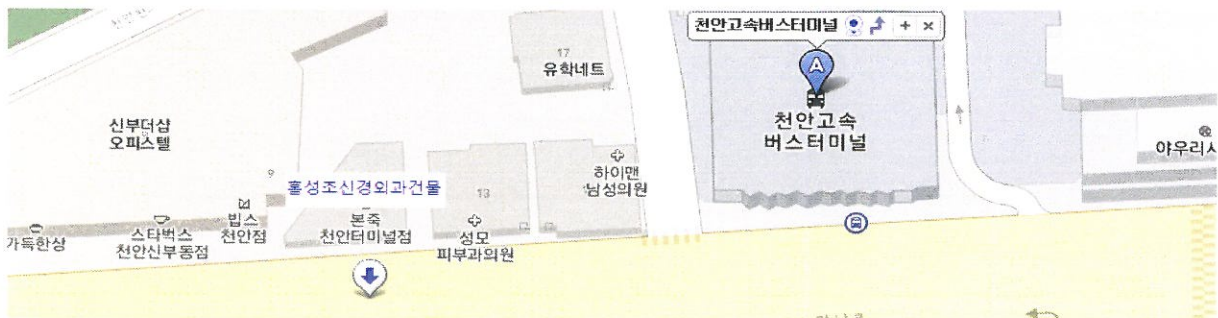 천안고속버스터미널
A
17
유학네트
천안고속
버스터미널
신부더샵
오피스텔
야우리시
하이맨
남성의원
9
홍성조신경외과건물
13
빕스
천안점
본죽
천안터미널점
성모
피부과의원
가득한상
스타벅스
천안신부동점